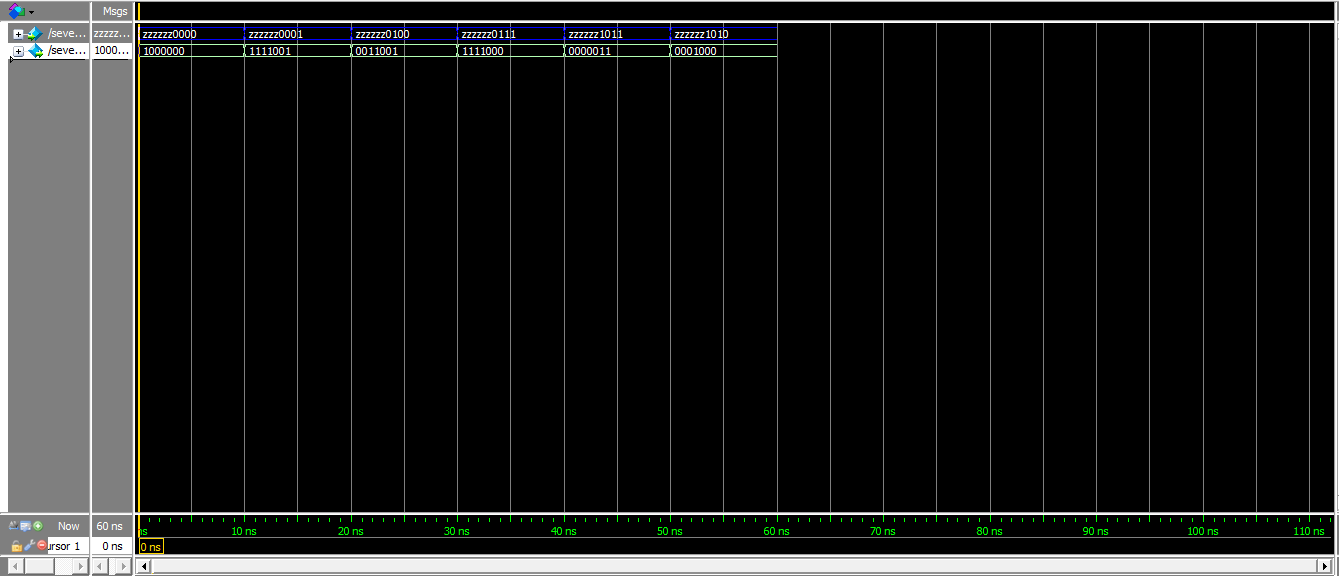 Msgs
/seve... zzzzz... zzzzzz0000 zzzzzz0001 zzzzzz0100 zzzzzz0111 zzzzzz1011 zzzzzz1010
/seve... 1000... 1000000 1111001 0011001 1111000 0000011 0001000
Now 60 ns ns 10 ns 20 ns 30 ns 40 ns 50 ns 60 ns 70 ns 80 ns 90 ns 100 ns 110 ns
ursor 1 0 ns 0 ns